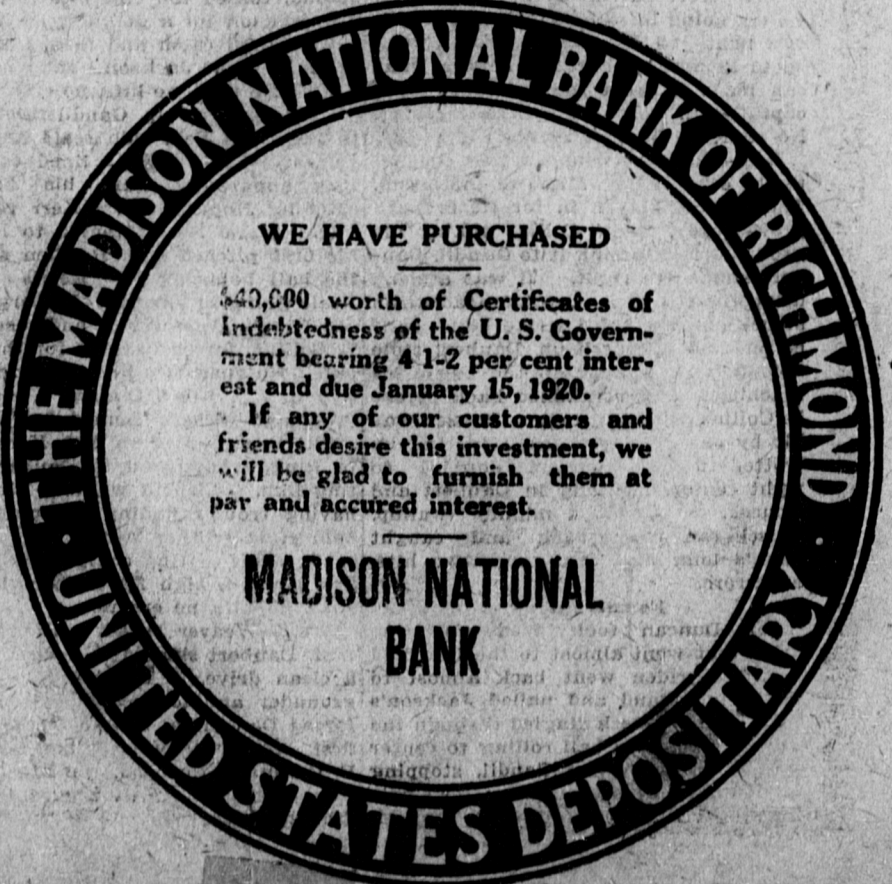 THE MADISON NATIONAL BANK OF RICHMOND
WE HAVE PURCHASED
$40,000 worth of Certificates of
Indebtedness of the U. S. Govern-
ment bearing 4 1-2 per cent inter-
est and due January 15, 1920.
If any of our customers and
friends desire this investment, we
will be glad to furnish them at
par and accured interest.
MADISON NATIONAL
BANK
· UNITED STATES DEPOSITARY ·